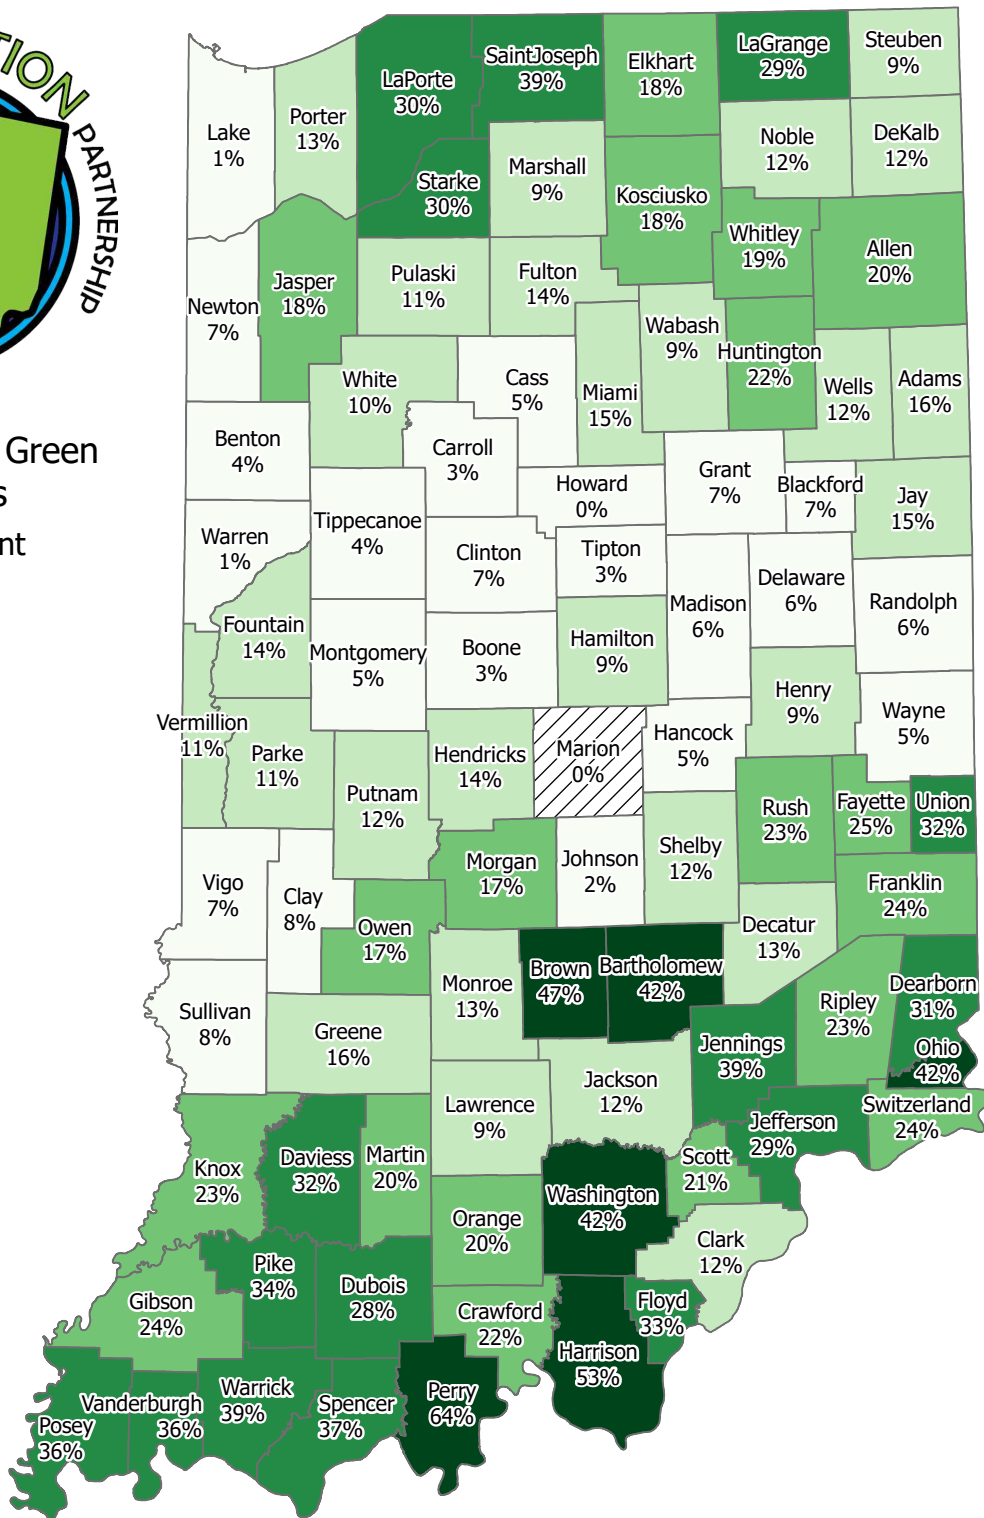 TION
PARTNERSHIP
Green
s
nt
Lake
1%
Porter
13%
LaPorte
30%
SaintJoseph
39%
Elkhart
18%
LaGrange
29%
Steuben
9%
Starke
30%
Marshall
9%
Kosciusko
18%
Noble
12%
DeKalb
12%
Newton
7%
Jasper
18%
Pulaski
11%
Fulton
14%
Whitley
19%
Allen
20%
White
10%
Cass
5%
Miami
15%
Wabash
9%
Huntington
22%
Wells
12%
Adams
16%
Benton
4%
Carroll
3%
Howard
0%
Grant
7%
Blackford
7%
Jay
15%
Warren
1%
Tippecanoe
4%
Clinton
7%
Tipton
3%
Madison
6%
Delaware
6%
Randolph
6%
Fountain
14%
Montgomery
5%
Boone
3%
Hamilton
9%
Henry
9%
Wayne
5%
Vermillion
11%
Parke
11%
Putnam
12%
Hendricks
14%
Marion
0%
Hancock
5%
Rush
23%
Fayette
25%
Union
32%
Vigo
7%
Clay
8%
Owen
17%
Morgan
17%
Johnson
2%
Shelby
12%
Decatur
13%
Franklin
24%
Sullivan
8%
Greene
16%
Monroe
13%
Brown
47%
Bartholomew
42%
Jennings
39%
Ripley
23%
Dearborn
31%
Ohio
42%
Knox
23%
Daviess
32%
Martin
20%
Lawrence
9%
Jackson
12%
Jefferson
29%
Switzerland
24%
Scott
21%
Washington
42%
Orange
20%
Clark
12%
Gibson
24%
Pike
34%
Dubois
28%
Crawford
22%
Harrison
53%
Floyd
33%
Posey
36%
Vanderburgh
36%
Warrick
39%
Spencer
37%
Perry
64%